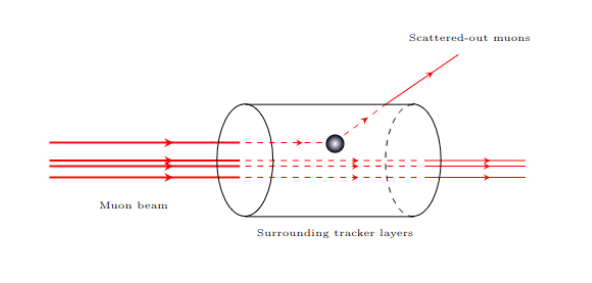 Scattered-out muons
Muon beam
Surrounding tracker layers